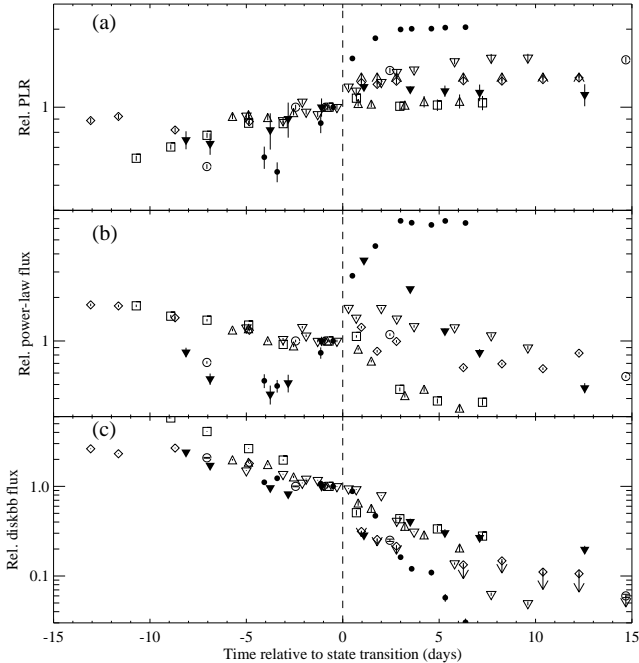 (a)
Rel. PLR
1
(b)
Rel. power-law flux
1
(c)
Rel. diskbb flux
1.0
0.1
-15 -10 -5 0 5 10 15
Time relative to state transition (days)